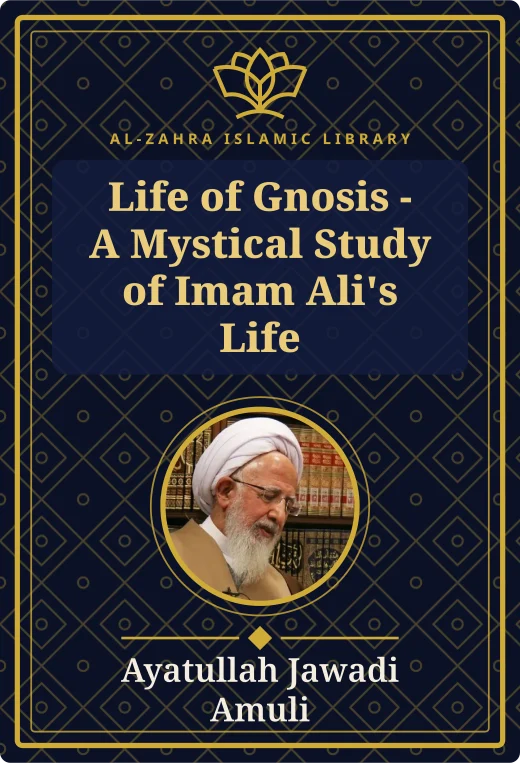 AL-ZAHRA ISLAMIC LIBRARY
Life of Gnosis -
A Mystical Study
of Imam Ali's
Life
Ayatullah Jawadi
Amuli